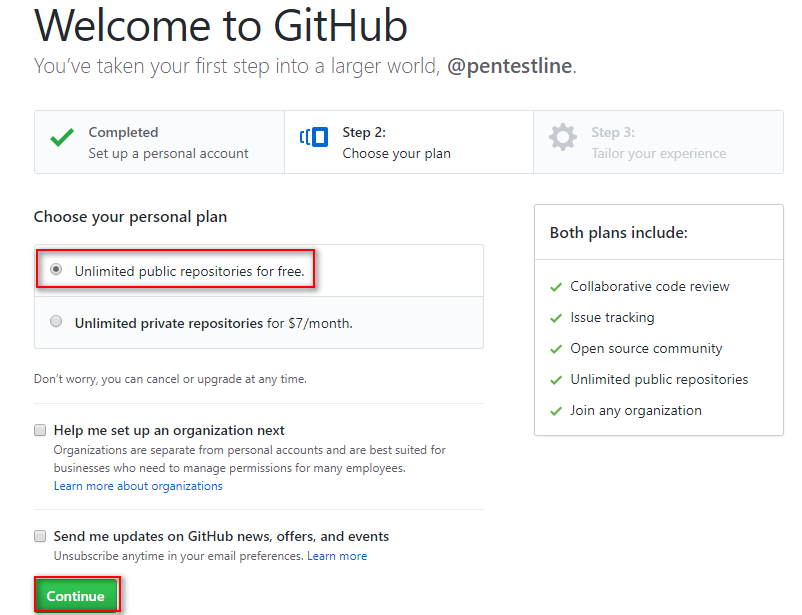 Welcome to GitHub
You've taken your first step into a larger world, @pentestline.
Completed
Set up a personal account
Step 2:
Choose your plan
Step 3:
Tailor your experience
Choose your personal plan
Unlimited public repositories for free.
Unlimited private repositories for $7/month.
Don't worry, you can cancel or upgrade at any time.
Help me set up an organization next
Organizations are separate from personal accounts and are best suited for
businesses who need to manage permissions for many employees.
Learn more about organizations
Send me updates on GitHub news, offers, and events
Unsubscribe anytime in your email preferences. Learn more
Continue
Both plans include:
Collaborative code review
Issue tracking
Open source community
Unlimited public repositories
Join any organization